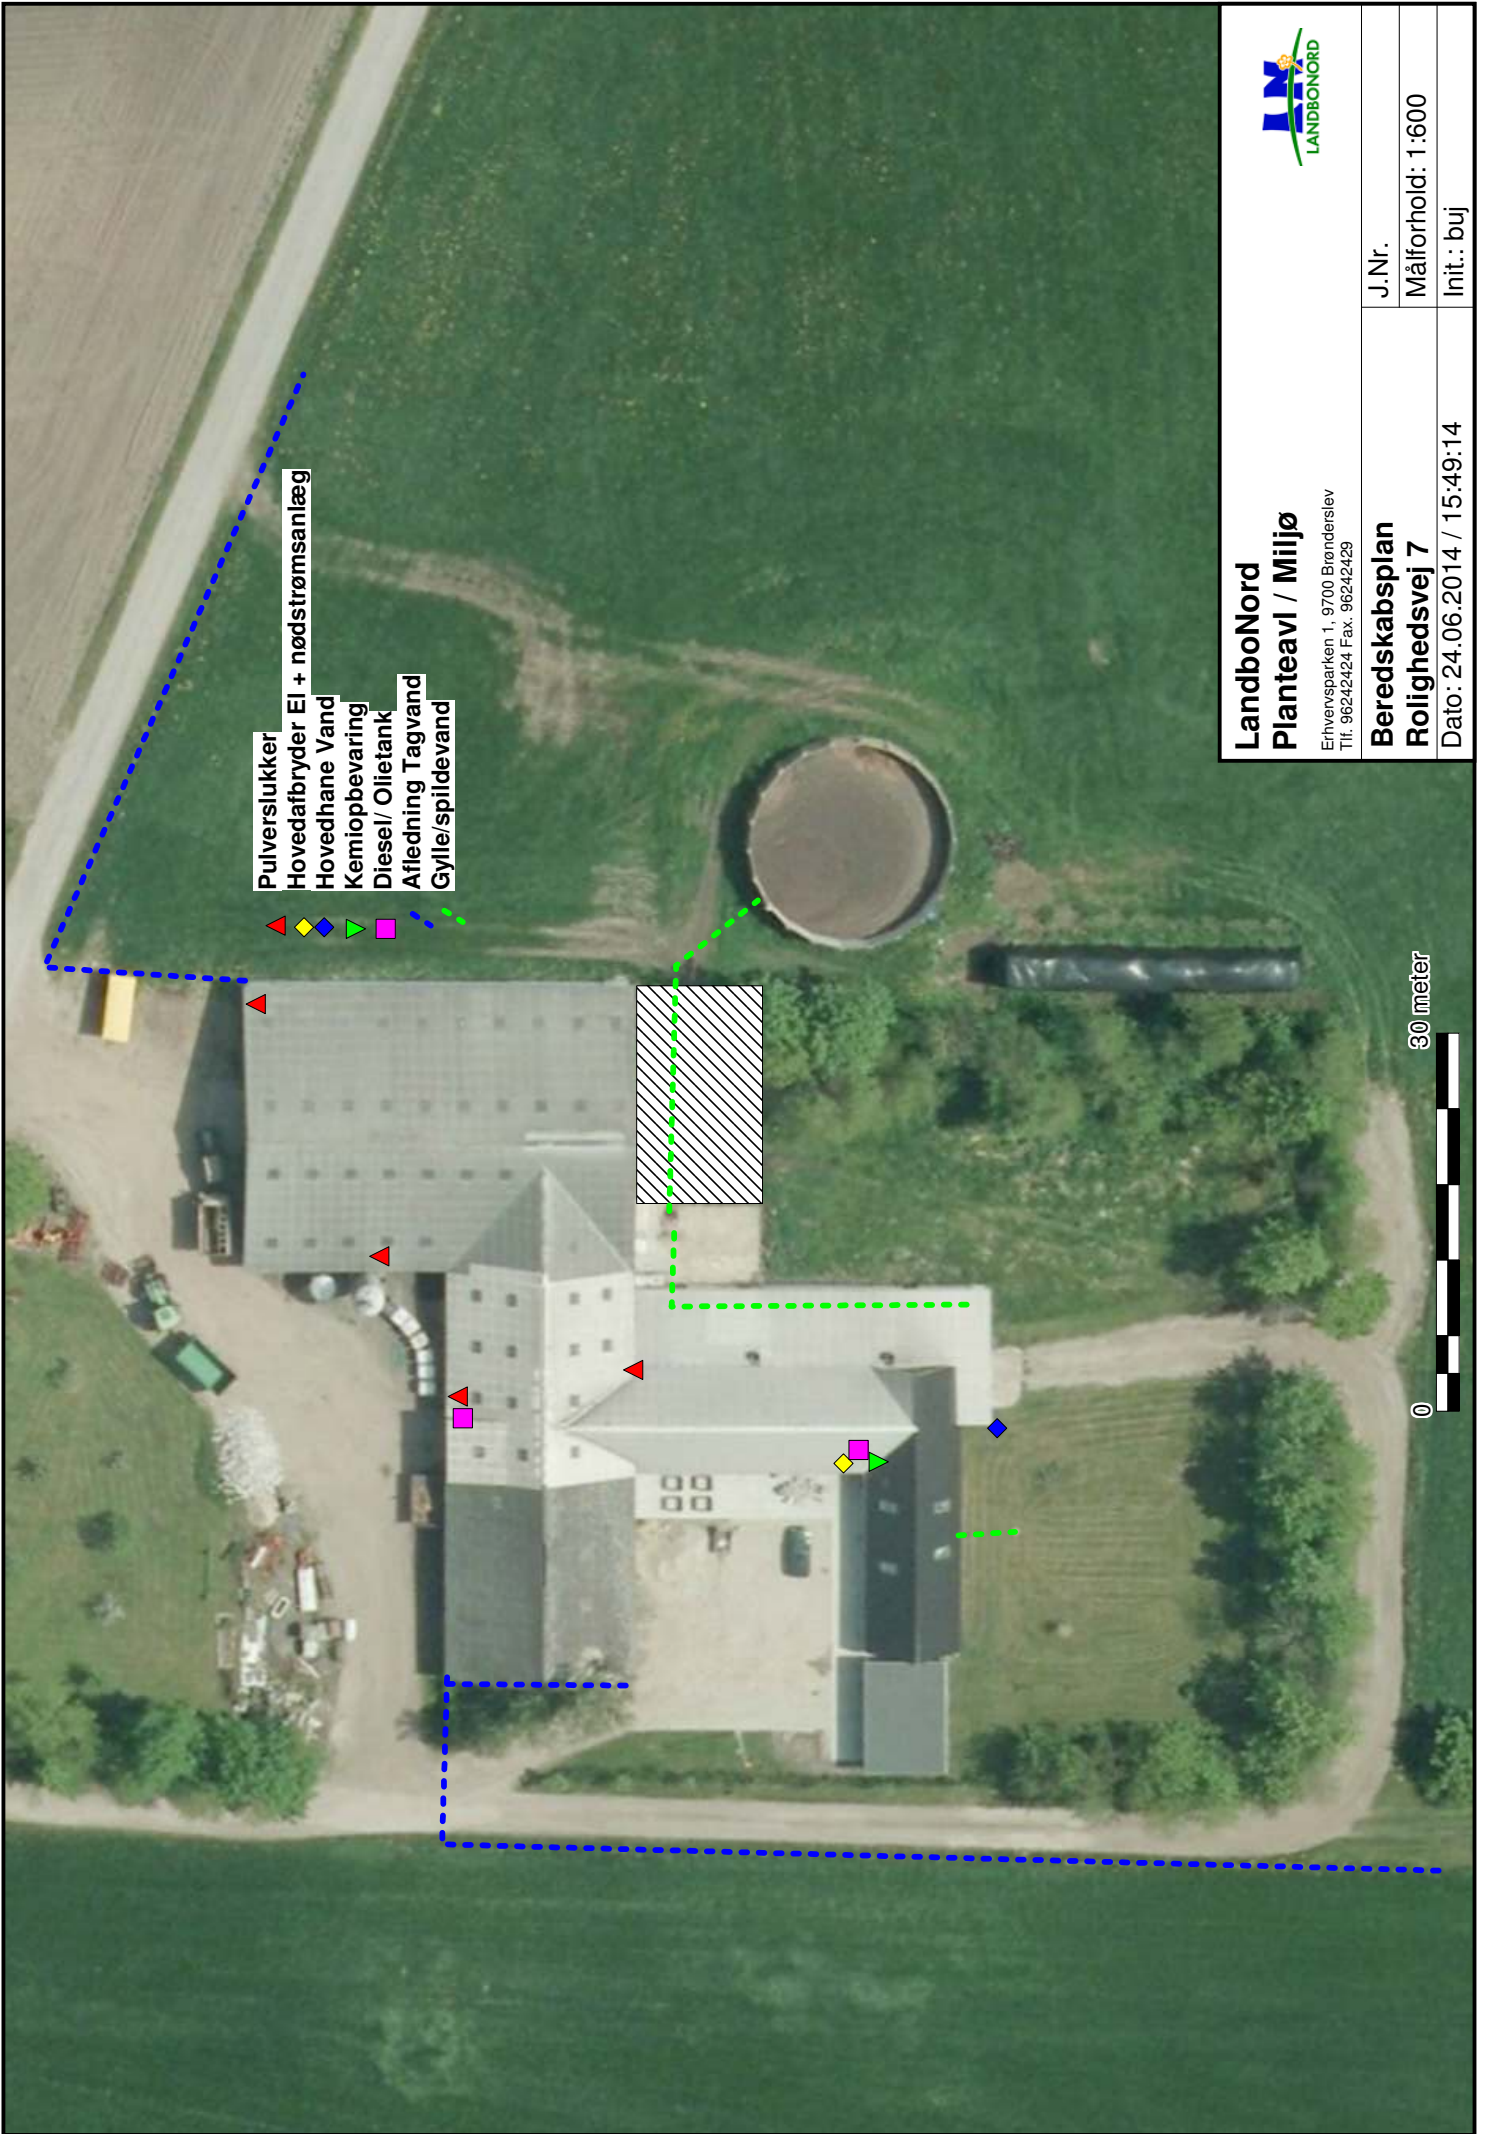 Pulverslukker
Hovedafbryder El + nødstrømsanlæg
Hovedhane Vand
Kemiopbevaring
Diesel/ Olietank
Afledning Tagvand
Gylle/spildevand
0
30 meter
LandboNord
Planteavl / Miljø
LN
LANDBONORD
Erhvervsparken 1, 9700 Brønderslev
Tlf. 96242424 Fax. 96242429
Beredskabsplan
Rolighedsvej 7
J.Nr.
Målforhold: 1:600
Dato: 24.06.2014 / 15:49:14
Init.: buj